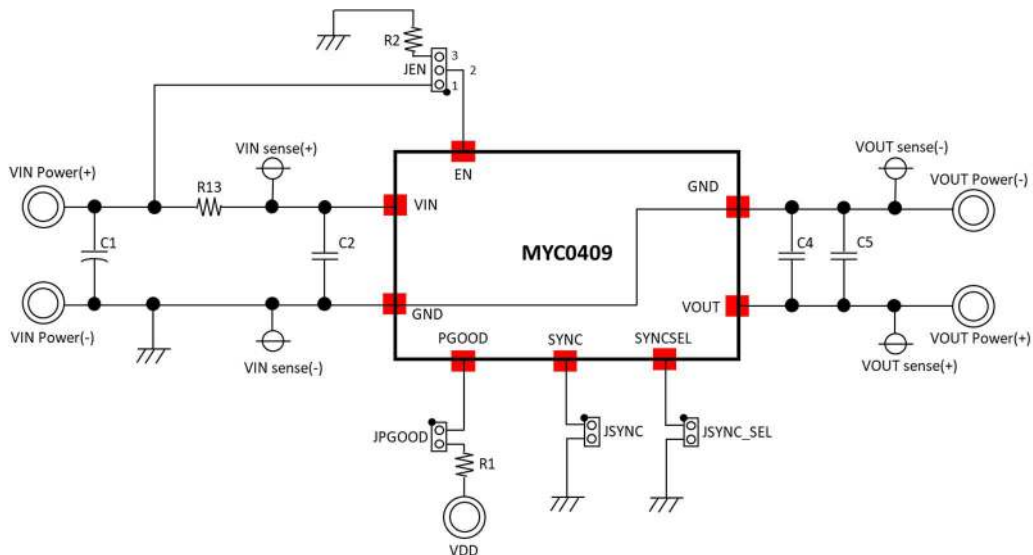 R2
3
JEN
2
1
VIN sense(+)
VOUT sense(-)
VIN Power(+)
R13
EN
GND
VOUT Power(-)
VIN
C1
C2
MYC0409
C4
C5
VOUT
GND
VIN Power(-)
VIN sense(-)
PGOOD
SYNC
SYNCSEL
VOUT Power(+)
VOUT sense(+)
JPGOOD
JSYNC
JSYNC_SEL
R1
VDD